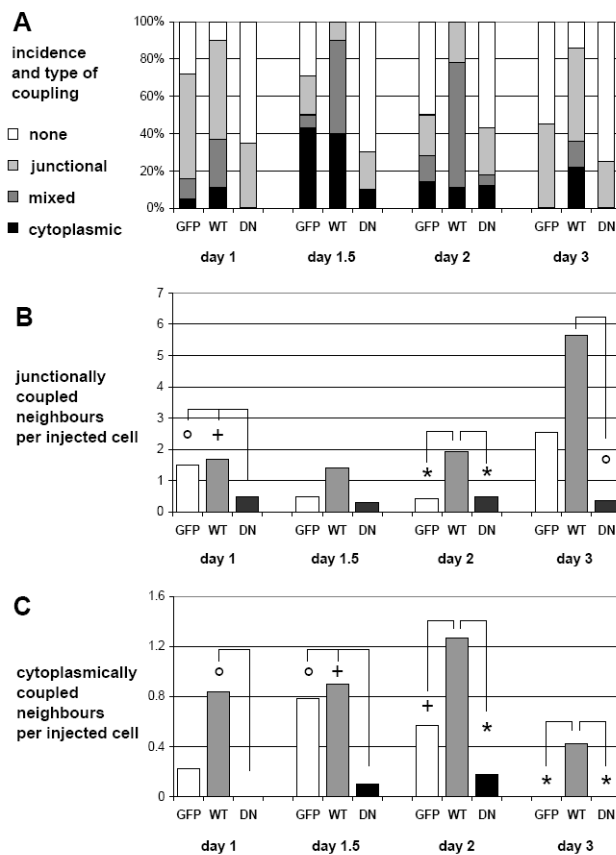 A
incidence
and type of
coupling
none
junctional
mixed
cytoplasmic
100%
80%
60%
40%
20%
0%
GFP WT DN GFP WT DN GFP WT DN GFP WT DN
day 1 day 1.5 day 2 day 3
B
junctionally
coupled
neighbours
per injected cell
7
6
5
4
3
2
1
0
° +
* *
°
GFP WT DN GFP WT DN GFP WT DN GFP WT DN
day 1 day 1.5 day 2 day 3
C
cytoplasmically
coupled
neighbours
per injected cell
1.6
1.2
0.8
0.4
0
°
° +
+ *
* *
GFP WT DN GFP WT DN GFP WT DN GFP WT DN
day 1 day 1.5 day 2 day 3